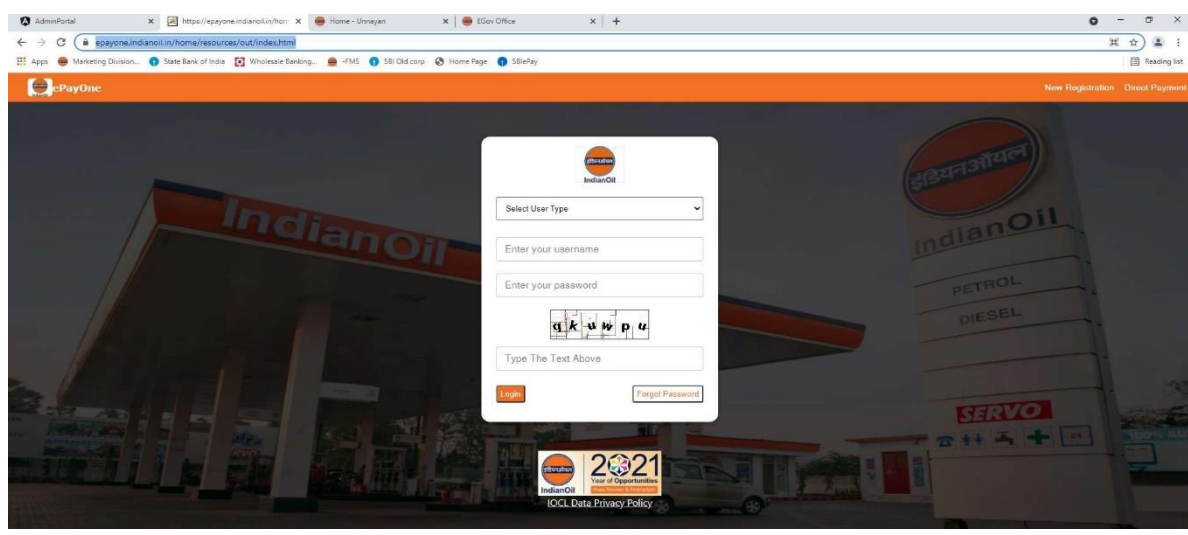 AdminPortal
https://epayone.indianoil.in/hom
Home - Unnayan
EGov Office
epayone.indianoil.in/home/resources/out/index.html
Apps
Marketing Division...
State Bank of India
Wholesale Banking...
-FMS
SBI Old corp
Home Page
SBIePay
Reading list
ePayOne
New Registration
Direct Payment
इंडियनऑयल
IndianOil
Select User Type
Enter your username
Enter your password
qkuwpu
Type The Text Above
Login
Forgot Password
IndianOil
इंडियनऑयल
IndianOil
PETROL
DIESEL
SERVO
24
इंडियनऑयल
IndianOil
2021
Year of Opportunities
IOCL Data Privacy Policy